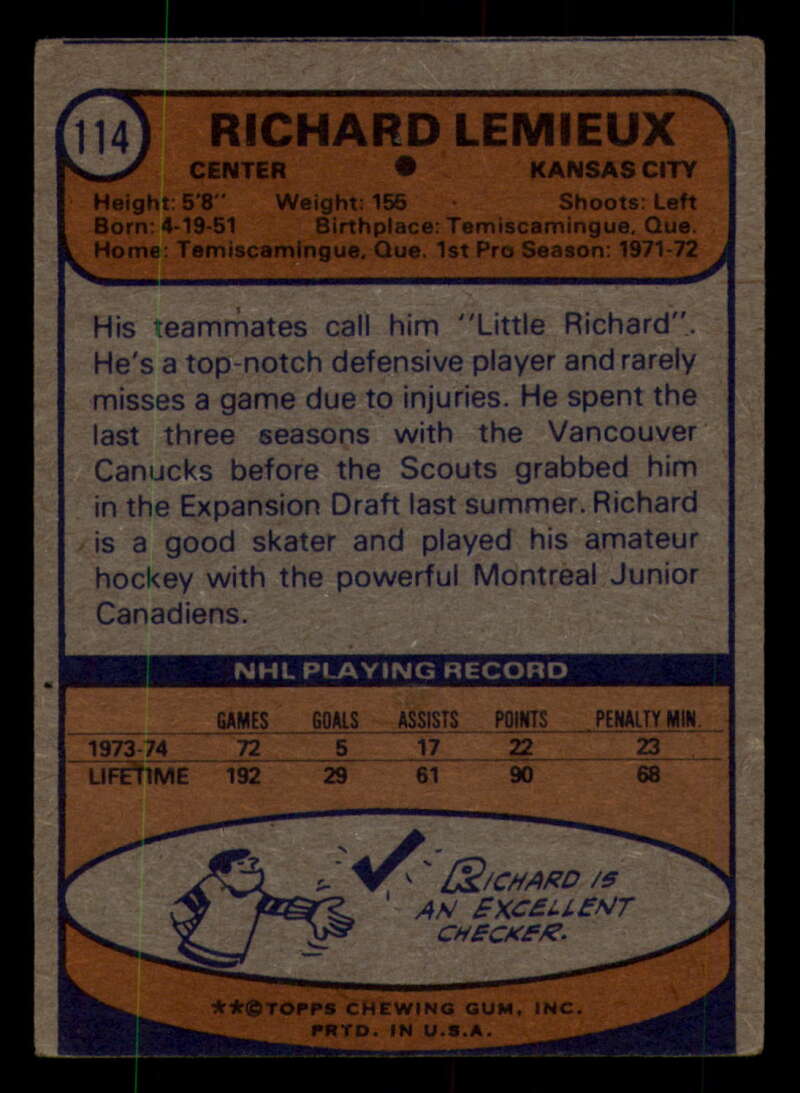 114
RICHARD LEMIEUX
CENTER ● KANSAS CITY
Height: 5'8" Weight: 155 Shoots: Left
Born: 4-19-51 Birthplace: Temiscamingue, Que.
Home: Temiscamingue, Que. 1st Pro Season: 1971-72
His teammates call him "Little Richard".
He's a top-notch defensive player and rarely
misses a game due to injuries. He spent the
last three seasons with the Vancouver
Canucks before the Scouts grabbed him
in the Expansion Draft last summer. Richard
is a good skater and played his amateur
hockey with the powerful Montreal Junior
Canadiens.
NHL PLAYING RECORD
GAMES GOALS ASSISTS POINTS PENALTY MIN.
1973-74 72 5 17 22 23
LIFETIME 192 29 61 90 68
RICHARD IS
AN EXCELLENT
CHECKER.
**©TOPPS CHEWING GUM, INC.
PRTD. IN U.S.A.